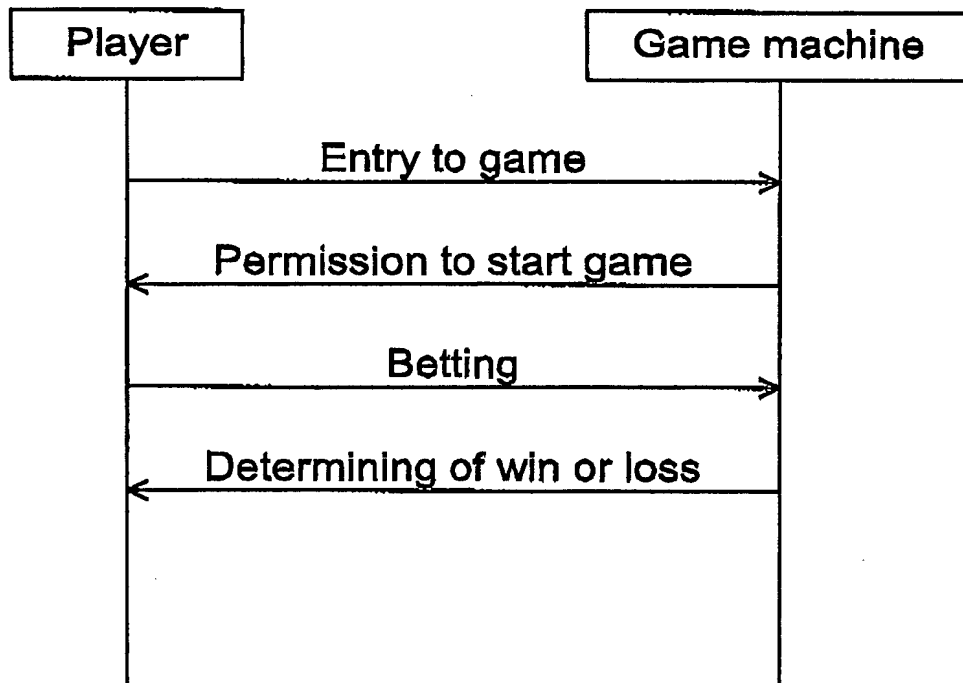 Player
Game machine
Entry to game
Permission to start game
Betting
Determining of win or loss